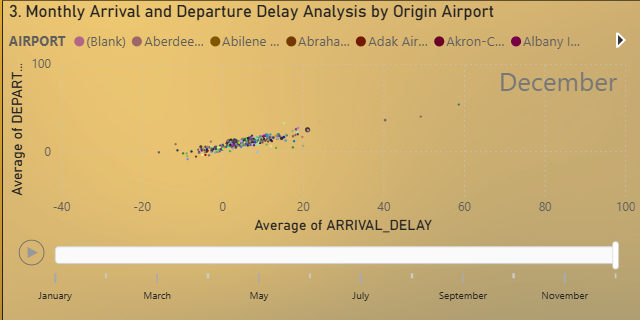 3. Monthly Arrival and Departure Delay Analysis by Origin Airport
AIRPORT (Blank) Aberdee... Abilene ... Abraha... Adak Air... Akron-C... Albany I...
December
Average of DEPART...
100
0
-40 -20 0 20 40 60 80 100
Average of ARRIVAL_DELAY
January March May July September November